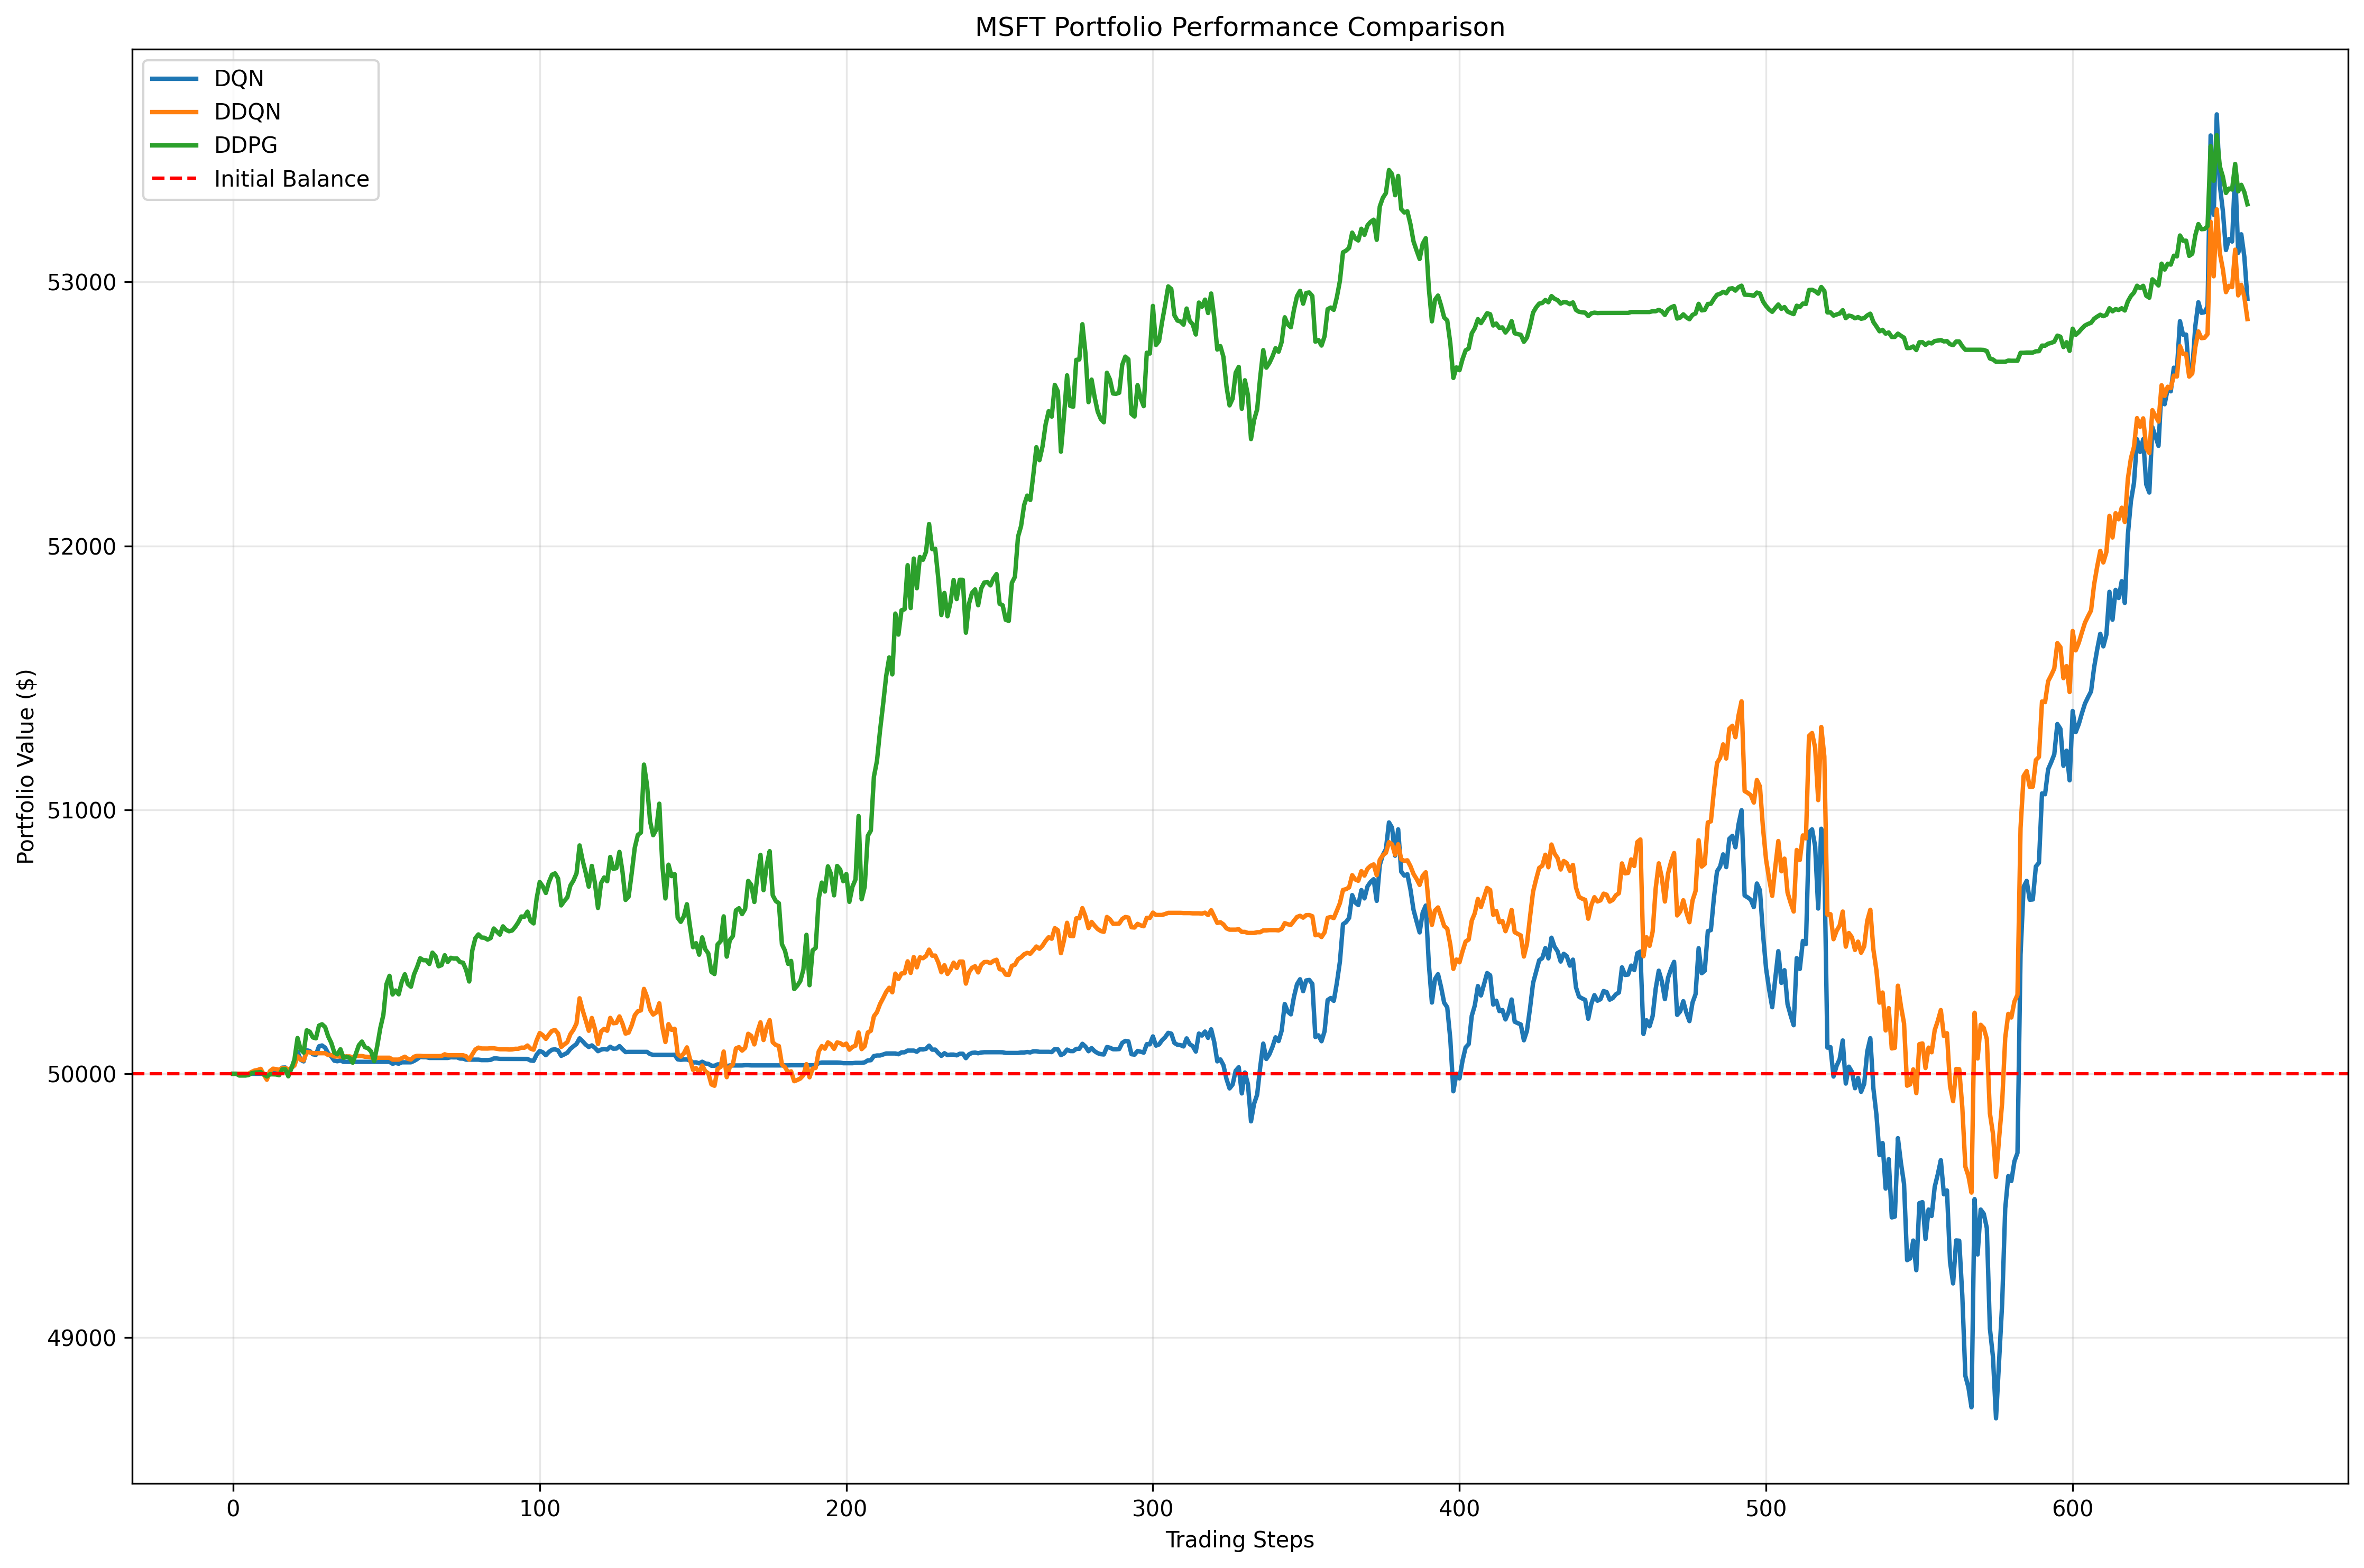 MSFT Portfolio Performance Comparison
DQN
DDQN
DDPG
Initial Balance
Portfolio Value ($)
53000
52000
51000
50000
49000
0 100 200 300 400 500 600
Trading Steps